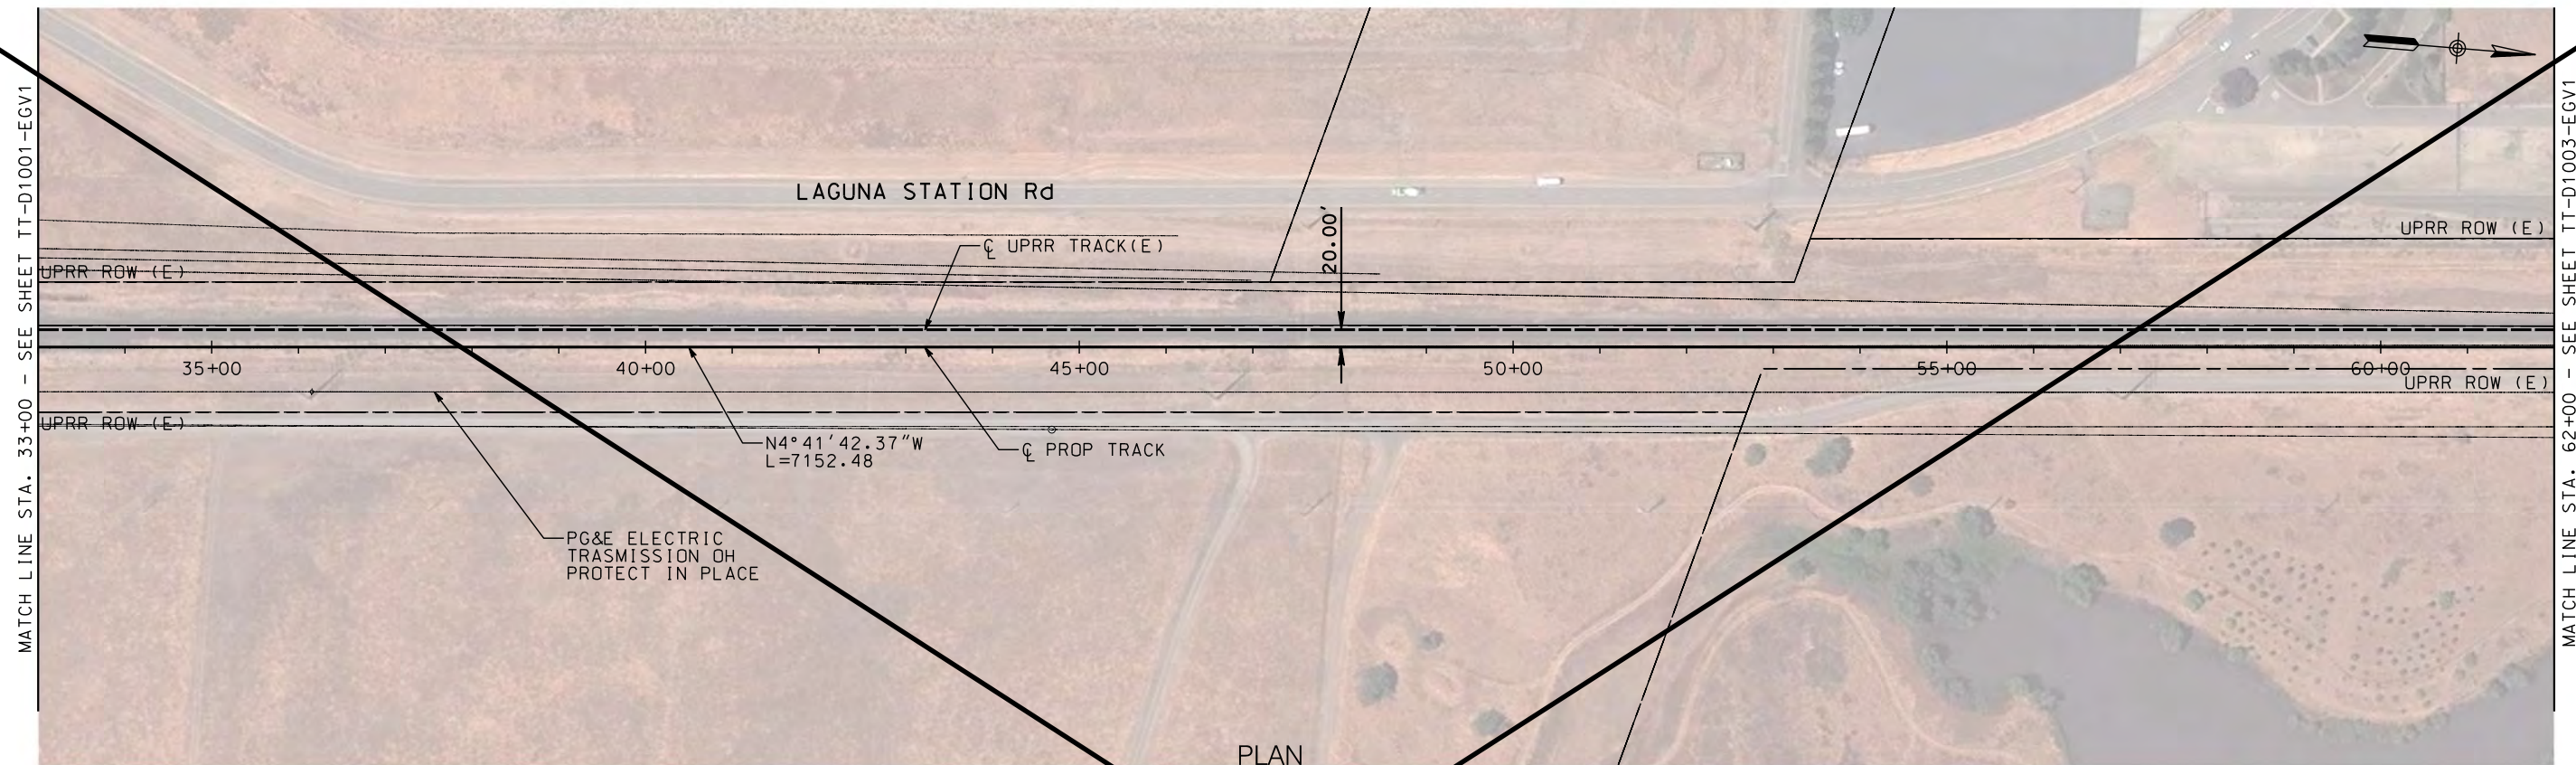 MATCH LINE STA. 33+00 - SEE SHEET TT-D1001-EGV1
LAGUNA STATION Rd
℄ UPRR TRACK(E)
20.00'
UPRR ROW (E)
UPRR ROW (E)
35+00
40+00
45+00
50+00
55+00
60+00
UPRR ROW (E)
UPRR ROW (E)
N4°41'42.37"W
L=7152.48
℄ PROP TRACK
PG&E ELECTRIC
TRASMISSION OH
PROTECT IN PLACE
PLAN
MATCH LINE STA. 62+00 - SEE SHEET TT-D1003-EGV1